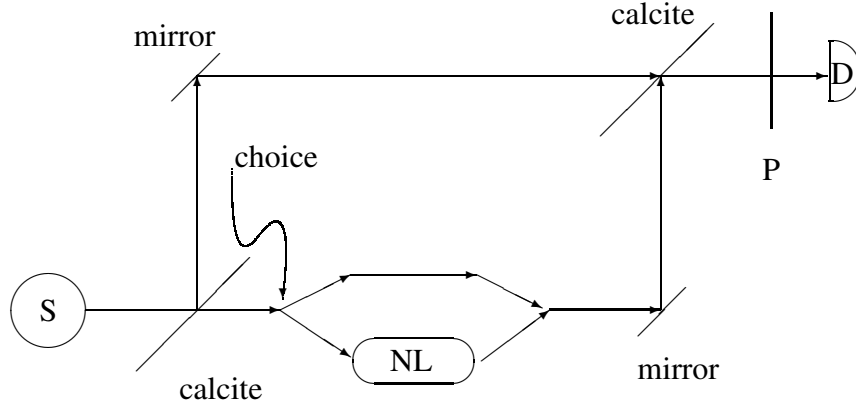 calcite
mirror
D
choice
P
S
NL
mirror
calcite